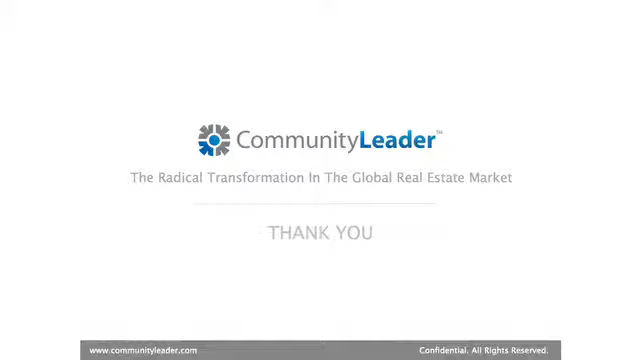 CommunityLeader™
The Radical Transformation In The Global Real Estate Market
THANK YOU
www.communityleader.com Confidential. All Rights Reserved.